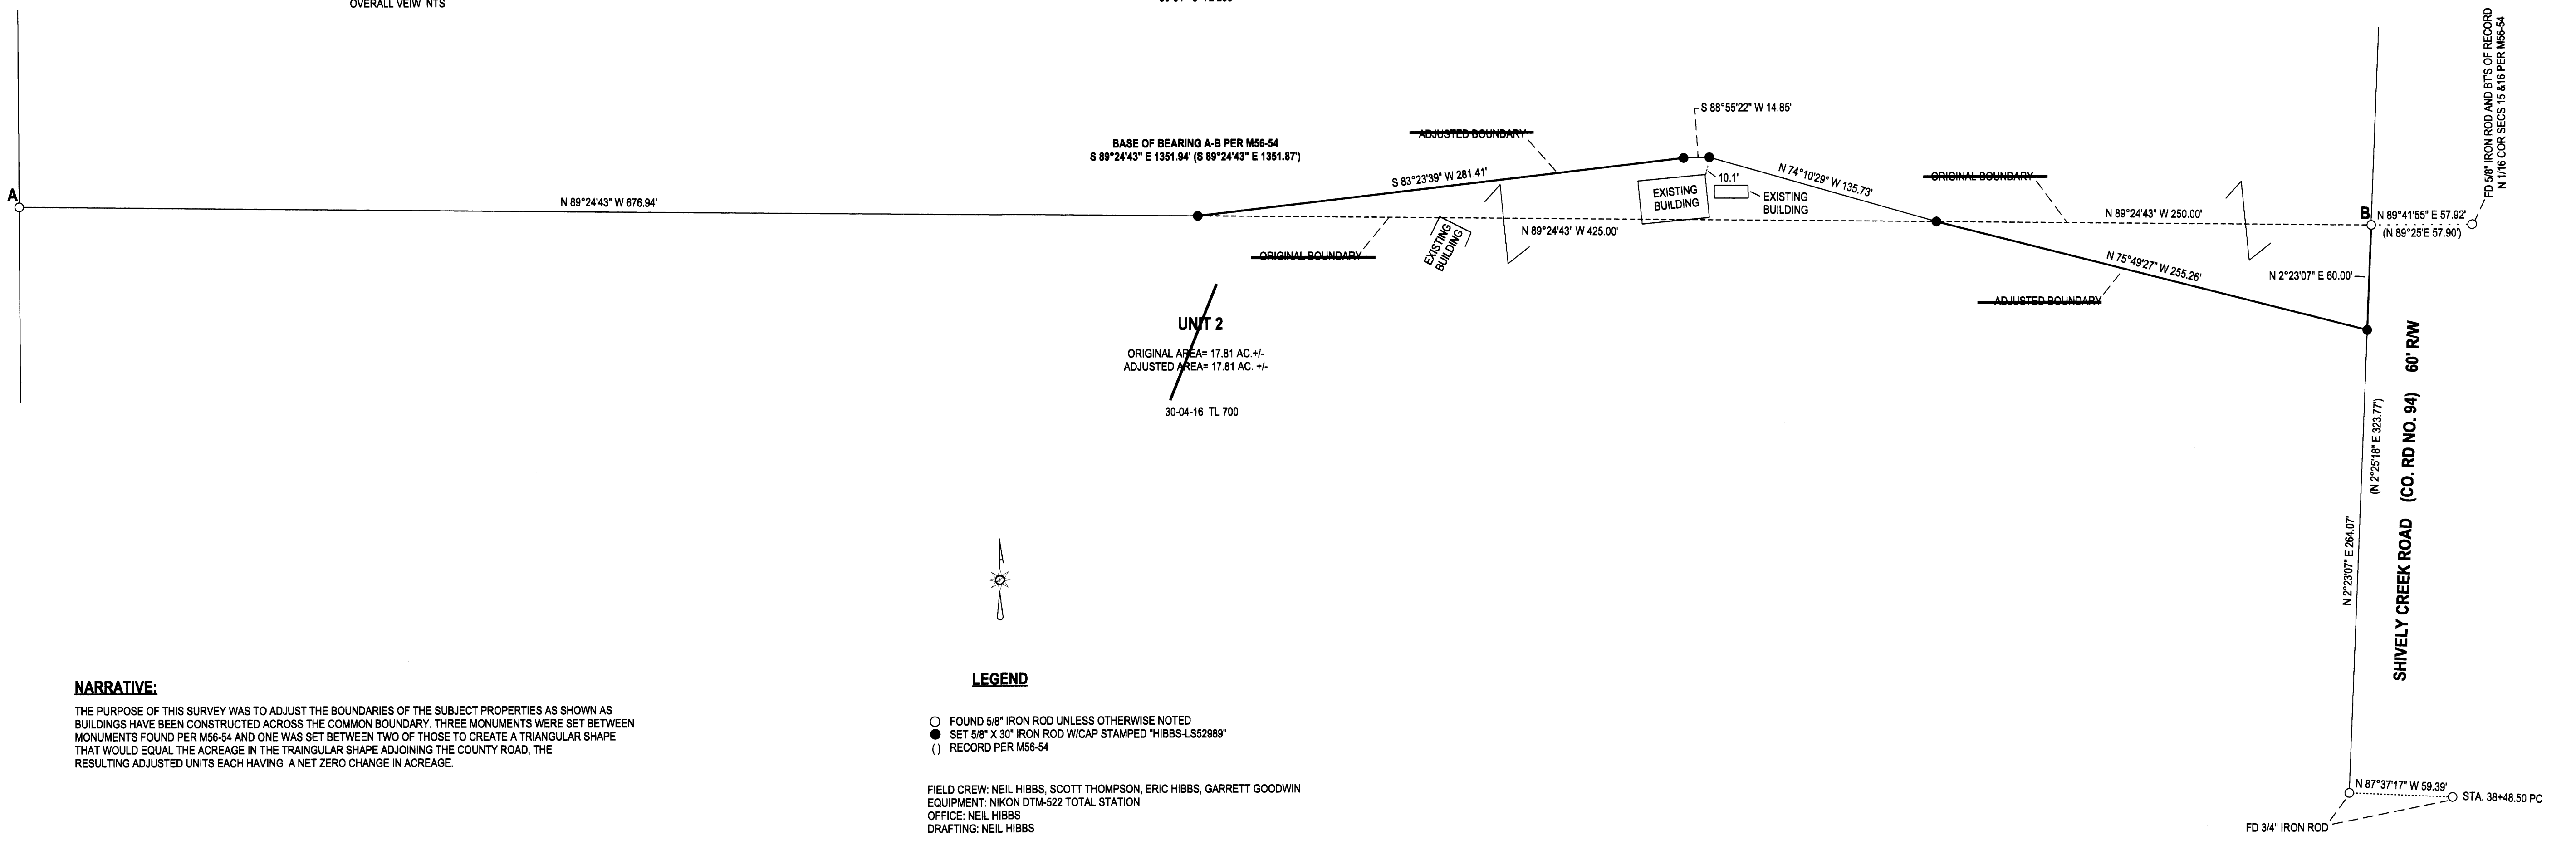 OVERALL VEIW NTS
FD 5/8" IRON ROD AND BT'S OF RECORD
N 1/16 COR SECS 15 &16 PER M56-54
S 88°55'22" W 14.85'
ADJUSTED BOUNDARY
BASE OF BEARING A-B PER M56-54
S 89°24'43" E 1351.94' (S 89°24'43" E 1351.87')
S 83°23'39" W 281.41'
10.1'
N 74°10'29" W 135.73'
ORIGINAL BOUNDARY
EXISTING
BUILDING
EXISTING
BUILDING
A
N 89°24'43" W 676.94'
N 89°24'43" W 250.00'
B
N 89°41'55" E 57.92'
(N 89°25'E 57.90')
N 89°24'43" W 425.00'
EXISTING
BUILDING
ORIGINAL BOUNDARY
N 75°49'27" W 255.26'
N 2°23'07" E 60.00'
ADJUSTED BOUNDARY
UNIT 2
ORIGINAL AREA= 17.81 AC.+/-
ADJUSTED AREA= 17.81 AC. +/-
30-04-16 TL 700
SHIVELY CREEK ROAD (CO. RD NO. 94) 60' R/W
(N 2°25'18" E 323.77')
N 2°23'07" E 264.07'
NARRATIVE:
THE PURPOSE OF THIS SURVEY WAS TO ADJUST THE BOUNDARIES OF THE SUBJECT PROPERTIES AS SHOWN AS
BUILDINGS HAVE BEEN CONSTRUCTED ACROSS THE COMMON BOUNDARY. THREE MONUMENTS WERE SET BETWEEN
MONUMENTS FOUND PER M56-54 AND ONE WAS SET BETWEEN TWO OF THOSE TO CREATE A TRIANGULAR SHAPE
THAT WOULD EQUAL THE ACREAGE IN THE TRAINGULAR SHAPE ADJOINING THE COUNTY ROAD, THE
RESULTING ADJUSTED UNITS EACH HAVING A NET ZERO CHANGE IN ACREAGE.
LEGEND
FOUND 5/8" IRON ROD UNLESS OTHERWISE NOTED
SET 5/8" X 30" IRON ROD W/CAP STAMPED "HIBBS-LS52989"
( ) RECORD PER M56-54
FIELD CREW: NEIL HIBBS, SCOTT THOMPSON, ERIC HIBBS, GARRETT GOODWIN
EQUIPMENT: NIKON DTM-522 TOTAL STATION
OFFICE: NEIL HIBBS
DRAFTING: NEIL HIBBS
N 87°37'17" W 59.39'
STA. 38+48.50 PC
FD 3/4" IRON ROD